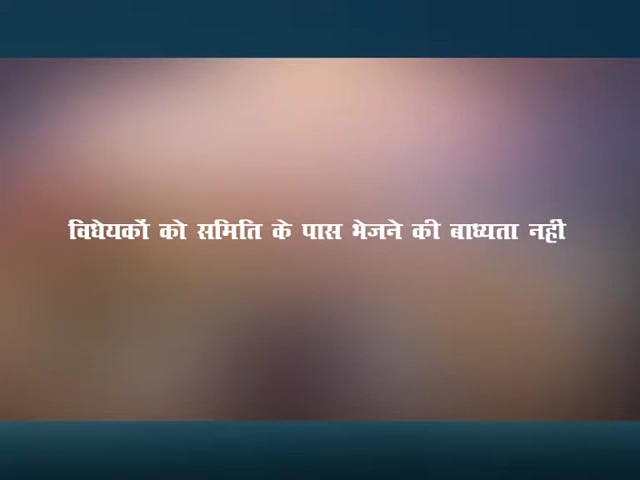 विधेयकों को समिति के पास भेजने की बाध्यता नहीं